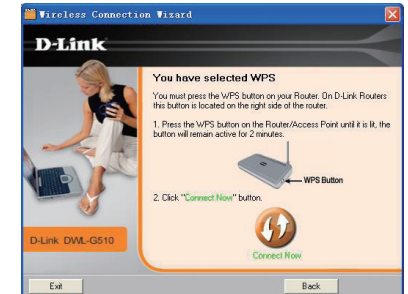 Wireless Connection Wizard
D-Link
You have selected WPS
You must press the WPS button on your Router. On D-Link Routers
this button is located on the right side of the router.
1. Press the WPS button on the Router/Access Point until it is lit, the
button will remain active for 2 minutes.
WPS Button
2. Click "Connect Now" button.
D-Link DWL-G510
Connect Now
Exit
Back